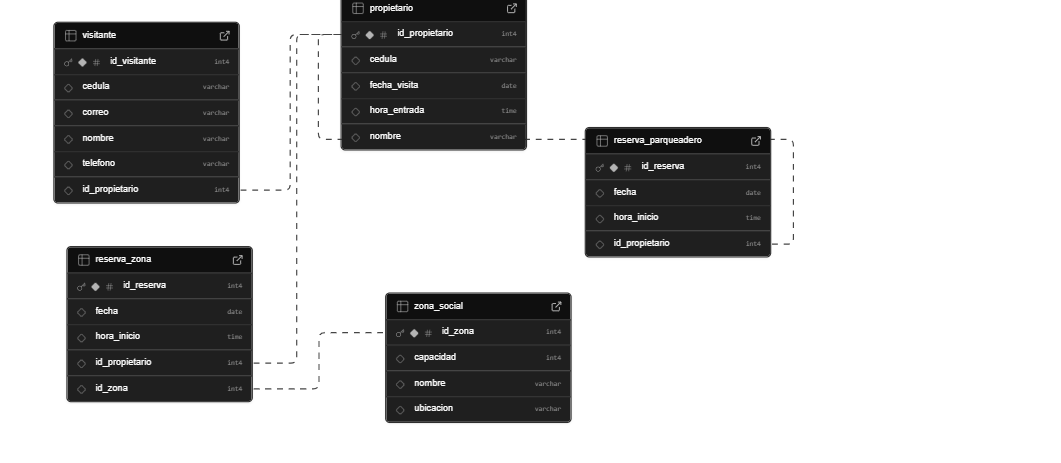 propietario
id_propietario int4
cedula varchar
fecha_visita date
hora_entrada time
nombre varchar
visitante
id_visitante int4
cedula varchar
correo varchar
nombre varchar
telefono varchar
id_propietario int4
reserva_parqueadero
id_reserva int4
fecha date
hora_inicio time
id_propietario int4
reserva_zona
id_reserva int4
fecha date
hora_inicio time
id_propietario int4
id_zona int4
zona_social
id_zona int4
capacidad int4
nombre varchar
ubicacion varchar